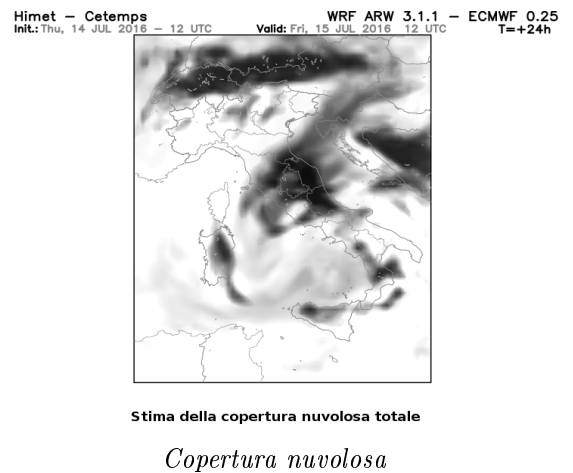 Himet – Cetemps WRF ARW 3.1.1 – ECMWF 0.25
Init.: Thu, 14 JUL 2016 – 12 UTC Valid: Fri, 15 JUL 2016 12 UTC T=+24h
Stima della copertura nuvolosa totale
Copertura nuvolosa